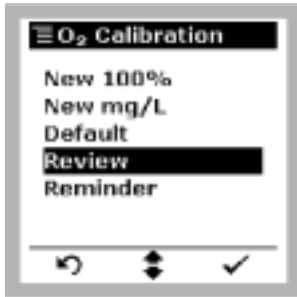 O₂ Calibration
New 100%
New mg/L
Default
Review
Reminder